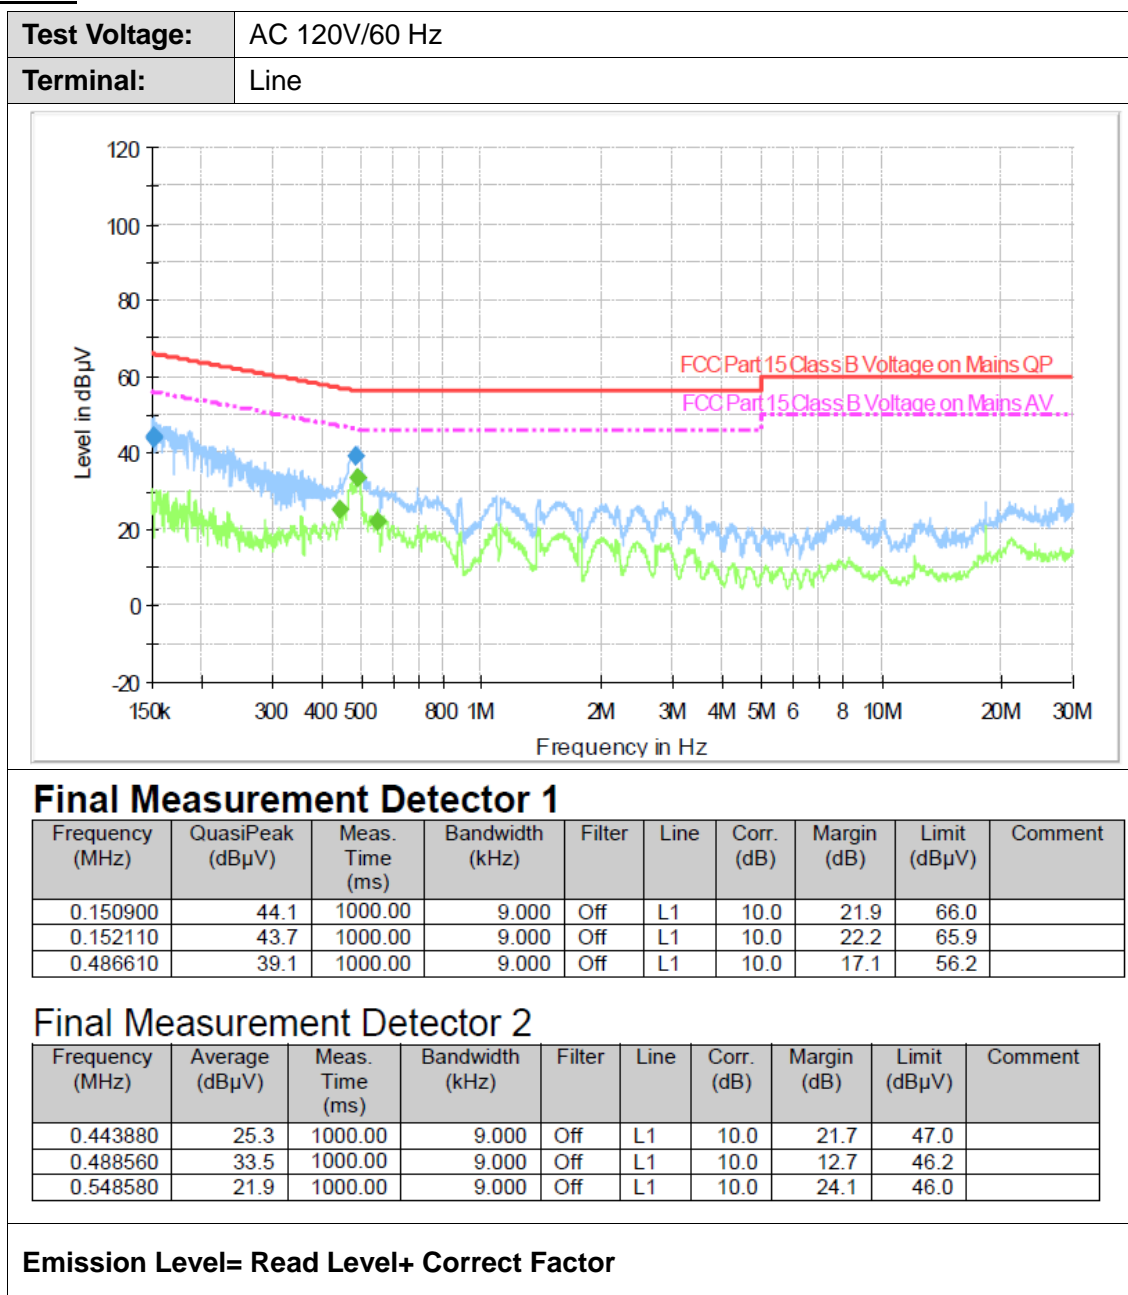 Test Voltage: AC 120V/60 Hz
Terminal: Line
120
100
80
60
40
20
0
-20
Level in dBµV
FCC Part 15 Class B Voltage on Mains QP
FCC Part 15 Class B Voltage on Mains AV
150k 300 400 500 800 1M 2M 3M 4M 5M 6 8 10M 20M 30M
Frequency in Hz
Final Measurement Detector 1
Frequency (MHz) QuasiPeak (dBµV) Meas. Time (ms) Bandwidth (kHz) Filter Line Corr. (dB) Margin (dB) Limit (dBµV) Comment
0.150900 44.1 1000.00 9.000 Off L1 10.0 21.9 66.0
0.152110 43.7 1000.00 9.000 Off L1 10.0 22.2 65.9
0.486610 39.1 1000.00 9.000 Off L1 10.0 17.1 56.2
Final Measurement Detector 2
Frequency (MHz) Average (dBµV) Meas. Time (ms) Bandwidth (kHz) Filter Line Corr. (dB) Margin (dB) Limit (dBµV) Comment
0.443880 25.3 1000.00 9.000 Off L1 10.0 21.7 47.0
0.488560 33.5 1000.00 9.000 Off L1 10.0 12.7 46.2
0.548580 21.9 1000.00 9.000 Off L1 10.0 24.1 46.0
Emission Level= Read Level+ Correct Factor